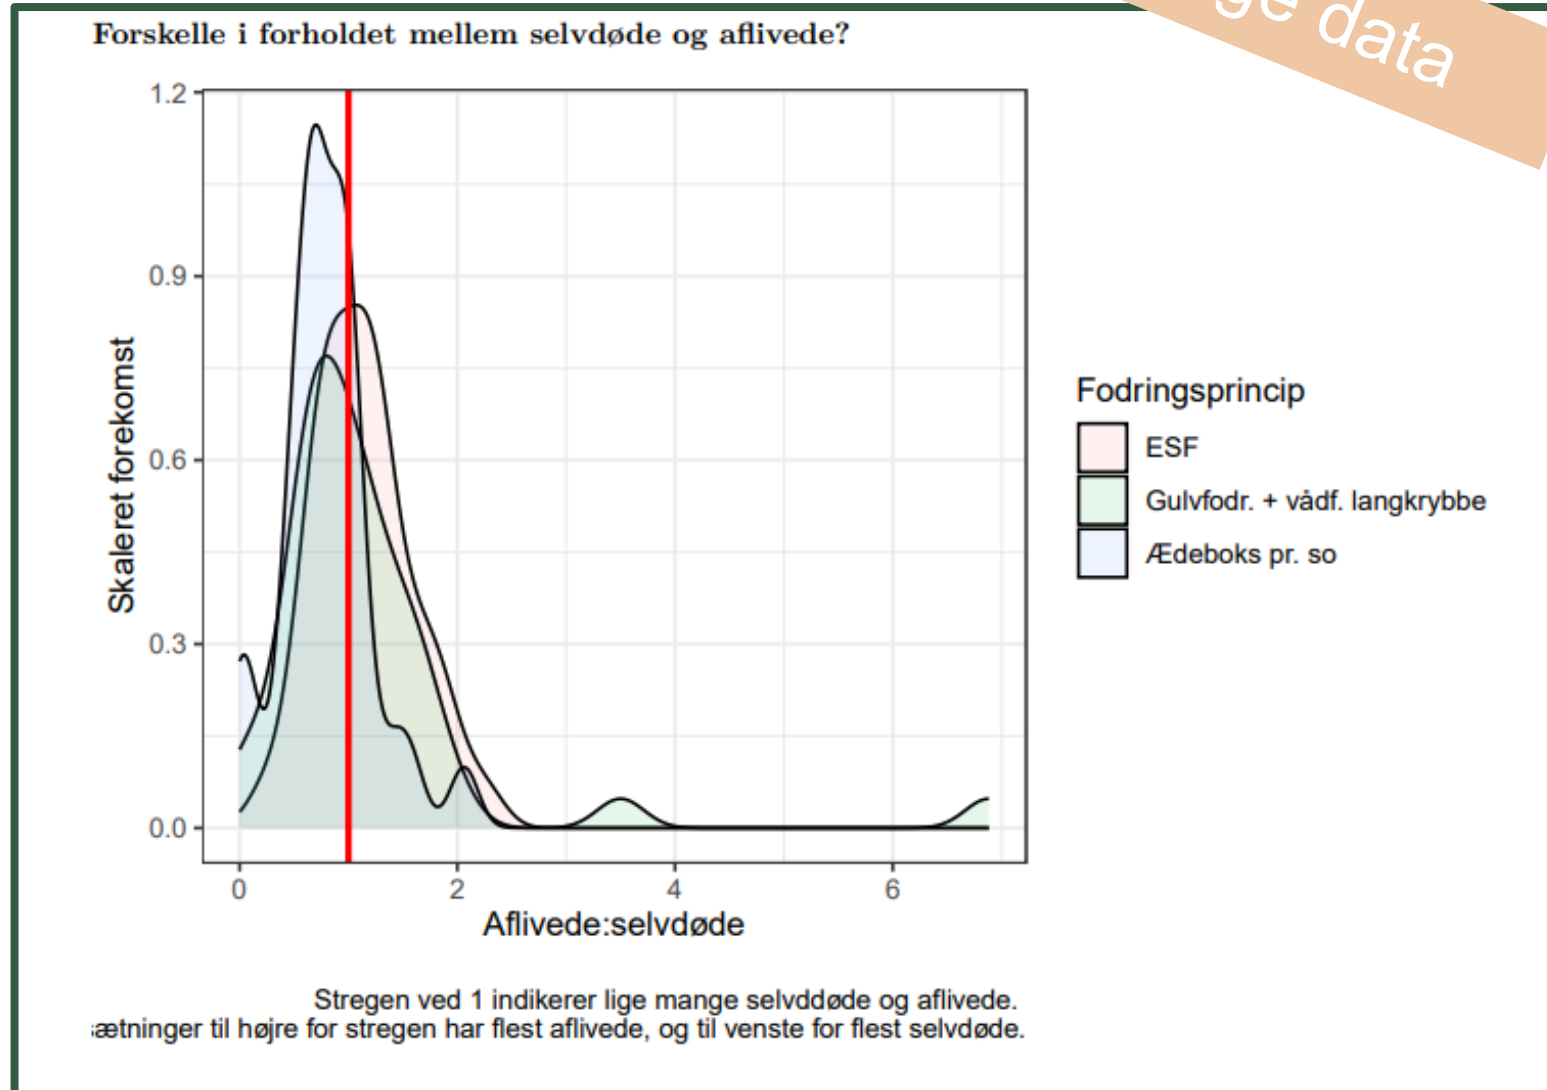 data
Forskelle i forholdet mellem selvdøde og aflivede?
1.2
0.9
0.6
0.3
0.0
Skaleret forekomst
0
2
4
6
Aflivede:selvdøde
Fodringsprincip
ESF
Gulvfodr. + vådf. langkrybbe
Ædeboks pr. so
Stregen ved 1 indikerer lige mange selvddøde og aflivede.
sætninger til højre for stregen har flest aflivede, og til venste for flest selvdøde.